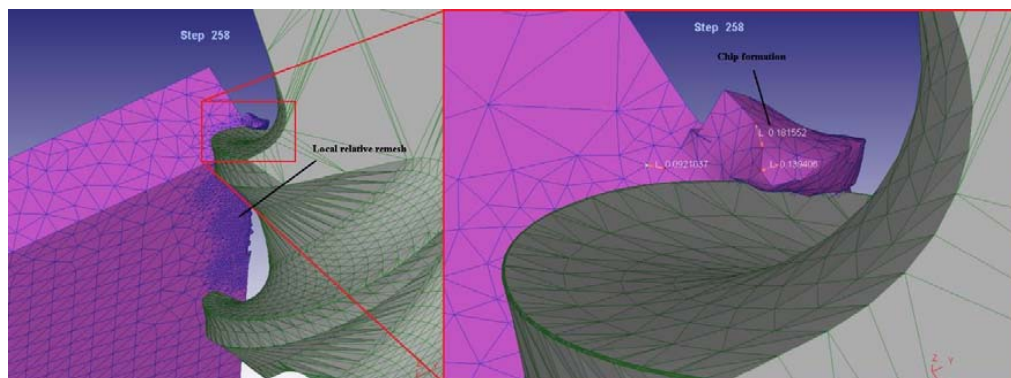 Step 258
Local relative remesh
Step 258
Chip formation
L 0.181552
L 0.0921037
L 0.139406
Z Y